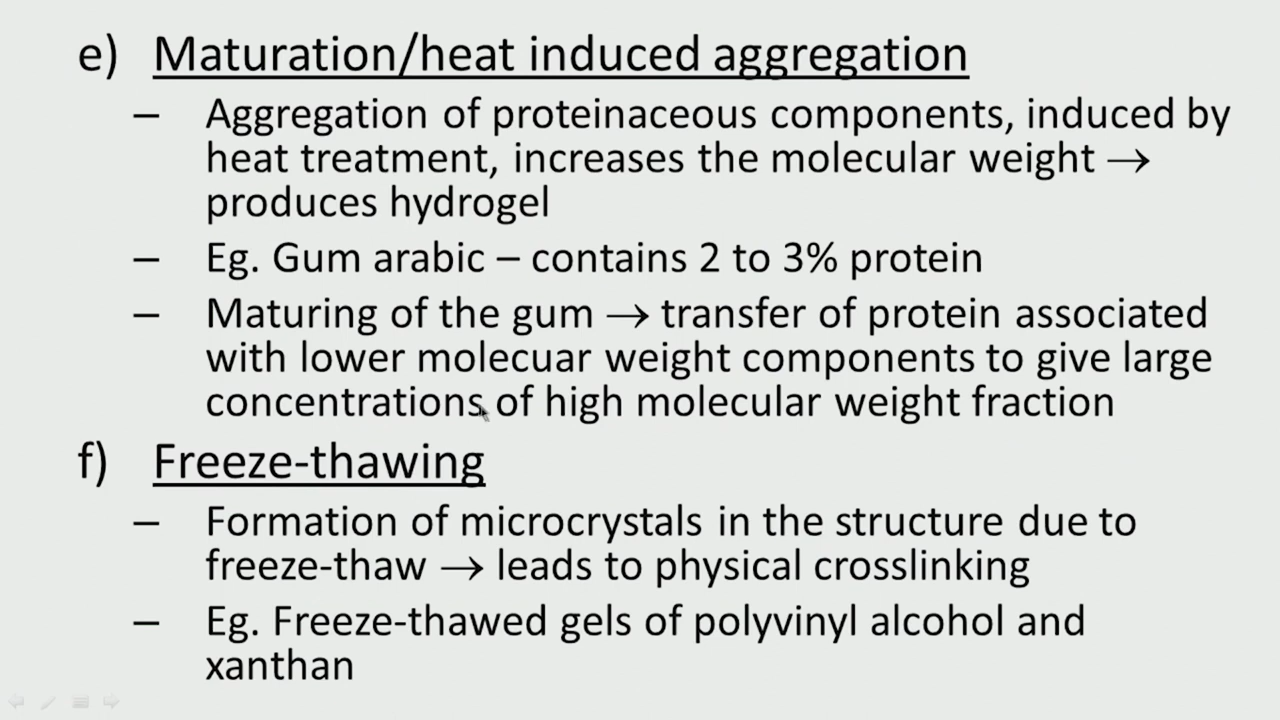 e) Maturation/heat induced aggregation
– Aggregation of proteinaceous components, induced by
heat treatment, increases the molecular weight →
produces hydrogel
– Eg. Gum arabic – contains 2 to 3% protein
– Maturing of the gum → transfer of protein associated
with lower molecuar weight components to give large
concentrations of high molecular weight fraction
f) Freeze-thawing
– Formation of microcrystals in the structure due to
freeze-thaw → leads to physical crosslinking
– Eg. Freeze-thawed gels of polyvinyl alcohol and
xanthan